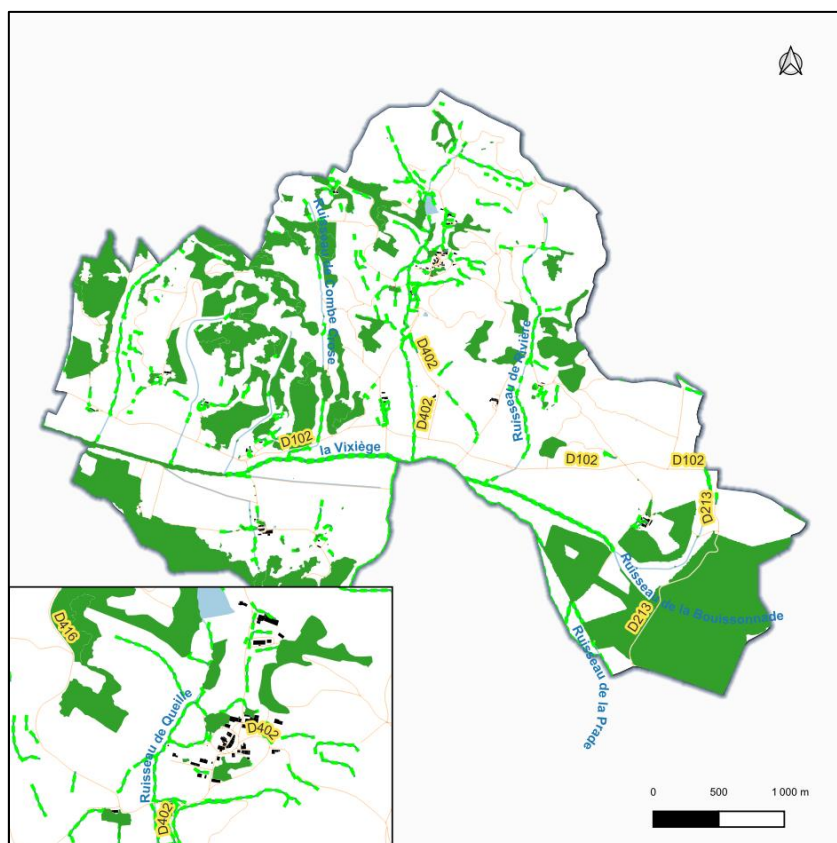 Ruisseau de Combe Crose
D402
Ruisseau de Rivière
D402
D102
la Vixiège
D102
D102
D213
Ruisseau de la Bouissonnade
D213
Ruisseau de la Prade
D416
Ruisseau de Queille
D402
D402
0 500 1 000 m